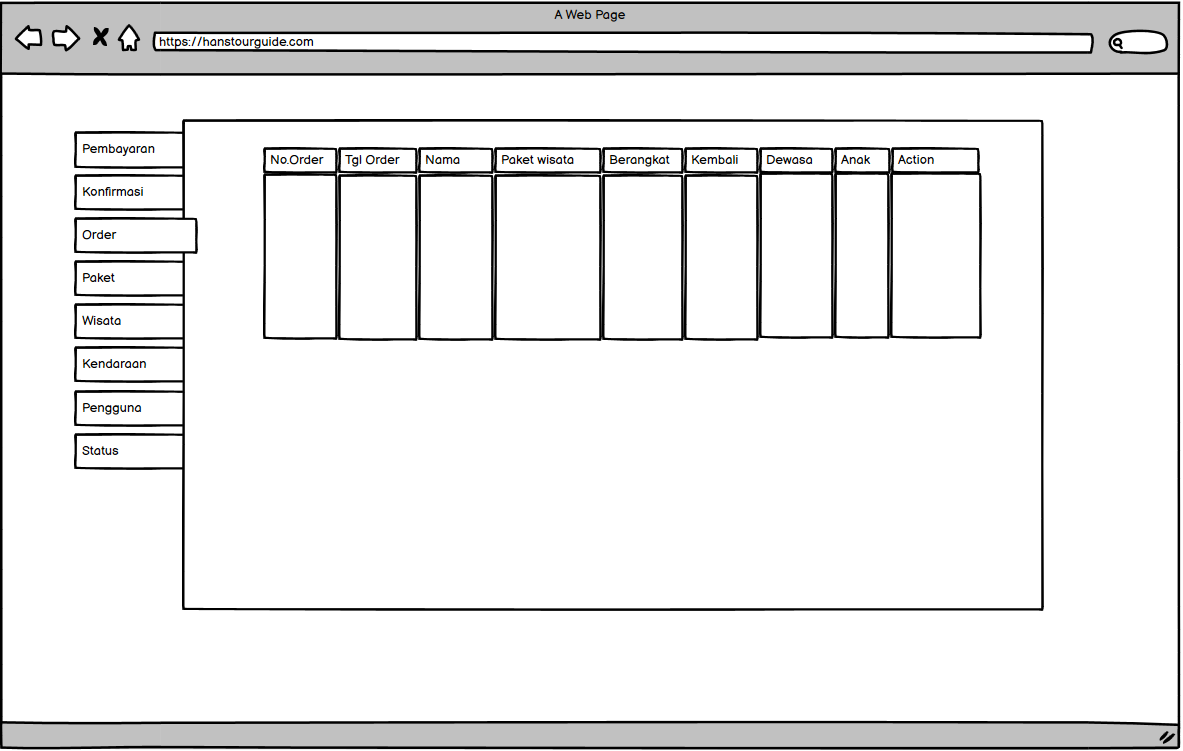 A Web Page
https://hanstourguide.com
Pembayaran
Konfirmasi
Order
Paket
Wisata
Kendaraan
Pengguna
Status
No.Order Tgl Order Nama Paket wisata Berangkat Kembali Dewasa Anak Action